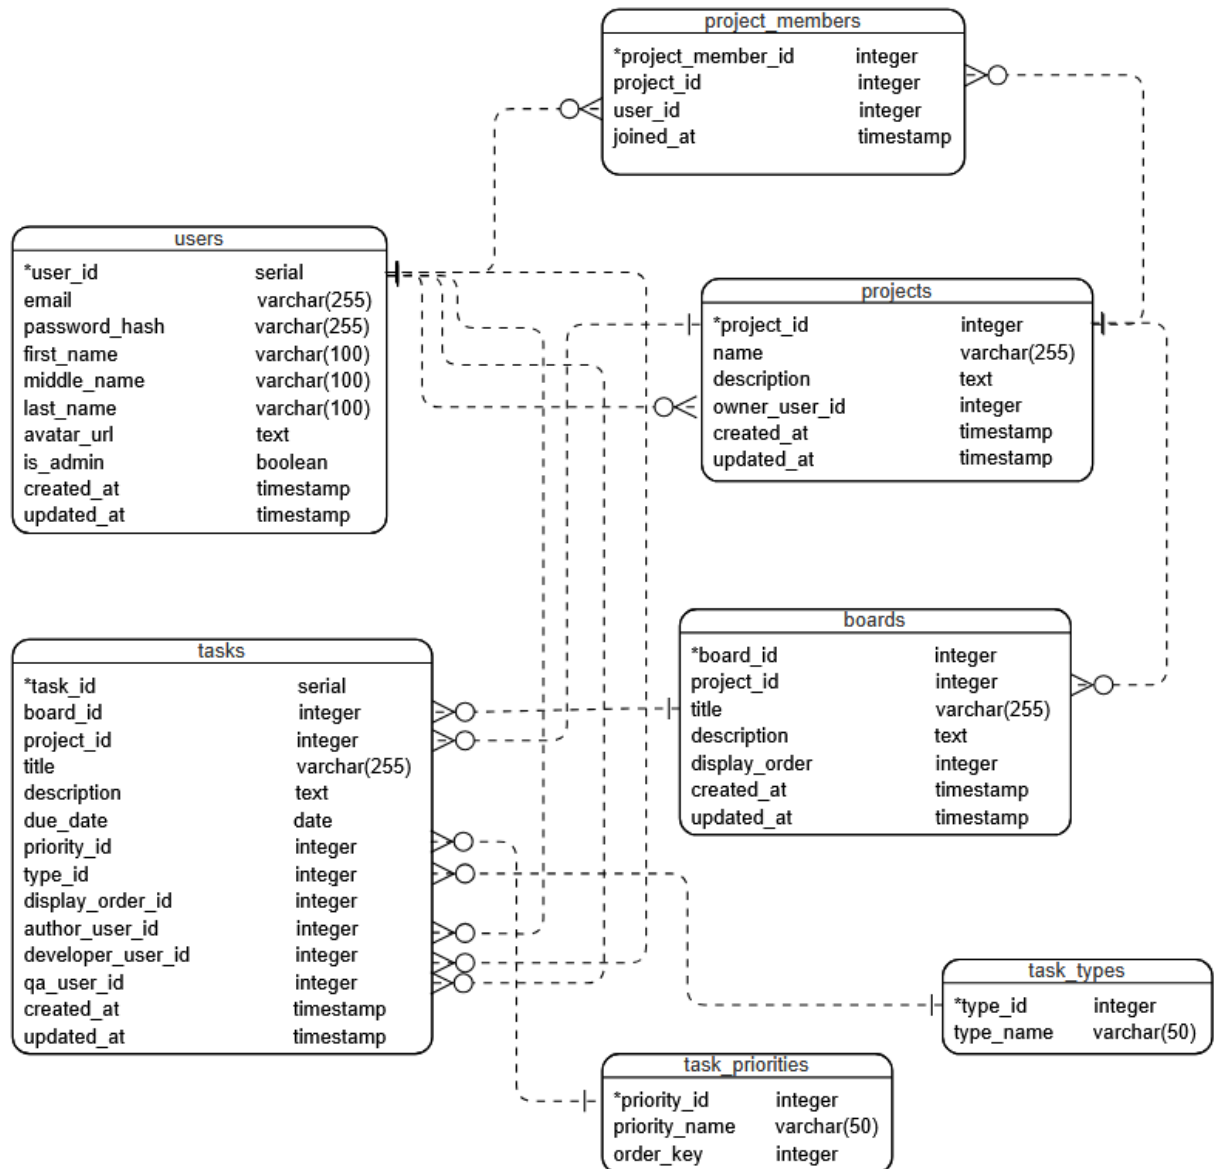 project_members
*project_member_id integer
project_id integer
user_id integer
joined_at timestamp
users
*user_id serial
email varchar(255)
password_hash varchar(255)
first_name varchar(100)
middle_name varchar(100)
last_name varchar(100)
avatar_url text
is_admin boolean
created_at timestamp
updated_at timestamp
projects
*project_id integer
name varchar(255)
description text
owner_user_id integer
created_at timestamp
updated_at timestamp
boards
*board_id integer
project_id integer
title varchar(255)
description text
display_order integer
created_at timestamp
updated_at timestamp
tasks
*task_id serial
board_id integer
project_id integer
title varchar(255)
description text
due_date date
priority_id integer
type_id integer
display_order_id integer
author_user_id integer
developer_user_id integer
qa_user_id integer
created_at timestamp
updated_at timestamp
task_types
*type_id integer
type_name varchar(50)
task_priorities
*priority_id integer
priority_name varchar(50)
order_key integer